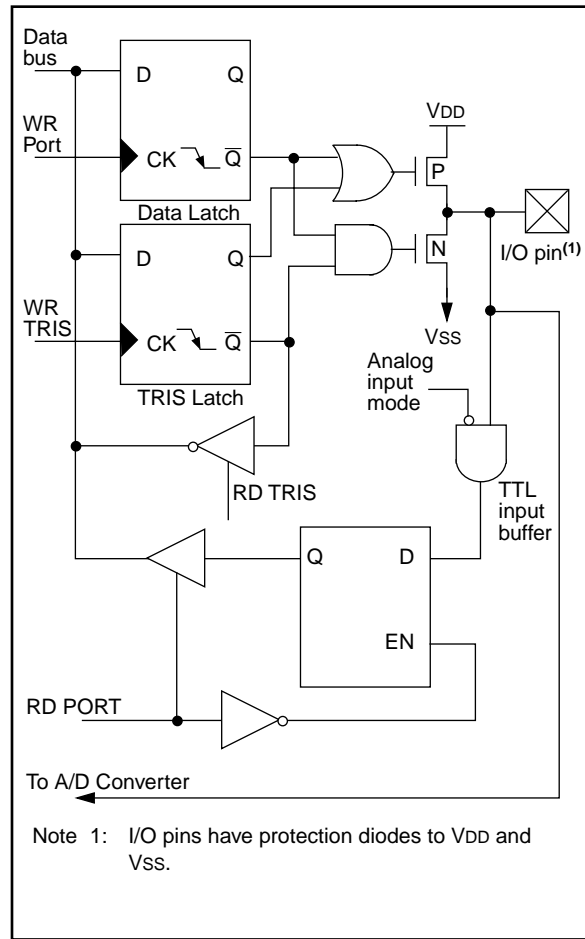 Data
bus
D
Q
VDD
WR
Port
CK
Q
P
Data Latch
D
Q
N
I/O pin(1)
WR
TRIS
CK
Q
VSS
Analog
input
mode
TRIS Latch
RD TRIS
TTL
input
buffer
Q
D
EN
RD PORT
To A/D Converter
Note 1: I/O pins have protection diodes to VDD and
VSS.